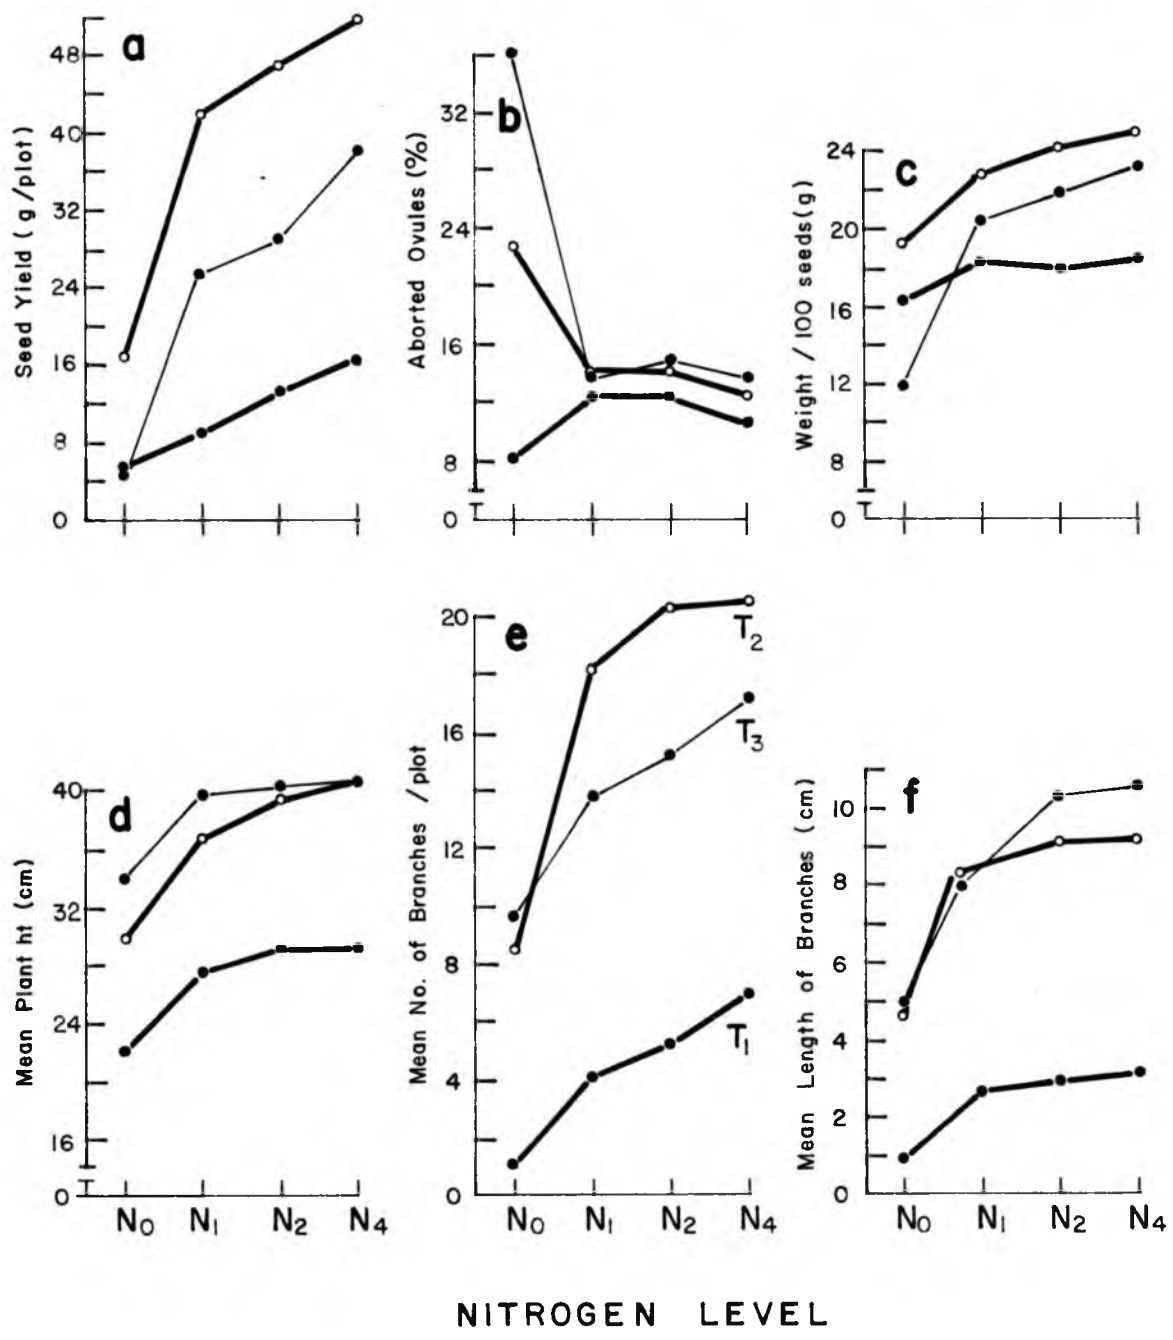 a
Seed Yield (g/plot)
48
40
32
24
16
8
0
b
Aborted Ovules (%)
32
24
16
8
0
c
Weight / 100 seeds(g)
24
20
16
12
8
0
d
Mean Plant ht (cm)
40
32
24
16
0
N0 N1 N2 N4
e
Mean No. of Branches / plot
20
16
12
8
4
0
T2
T3
T1
N0 N1 N2 N4
f
Mean Length of Branches (cm)
10
8
6
4
2
0
N0 N1 N2 N4
NITROGEN LEVEL